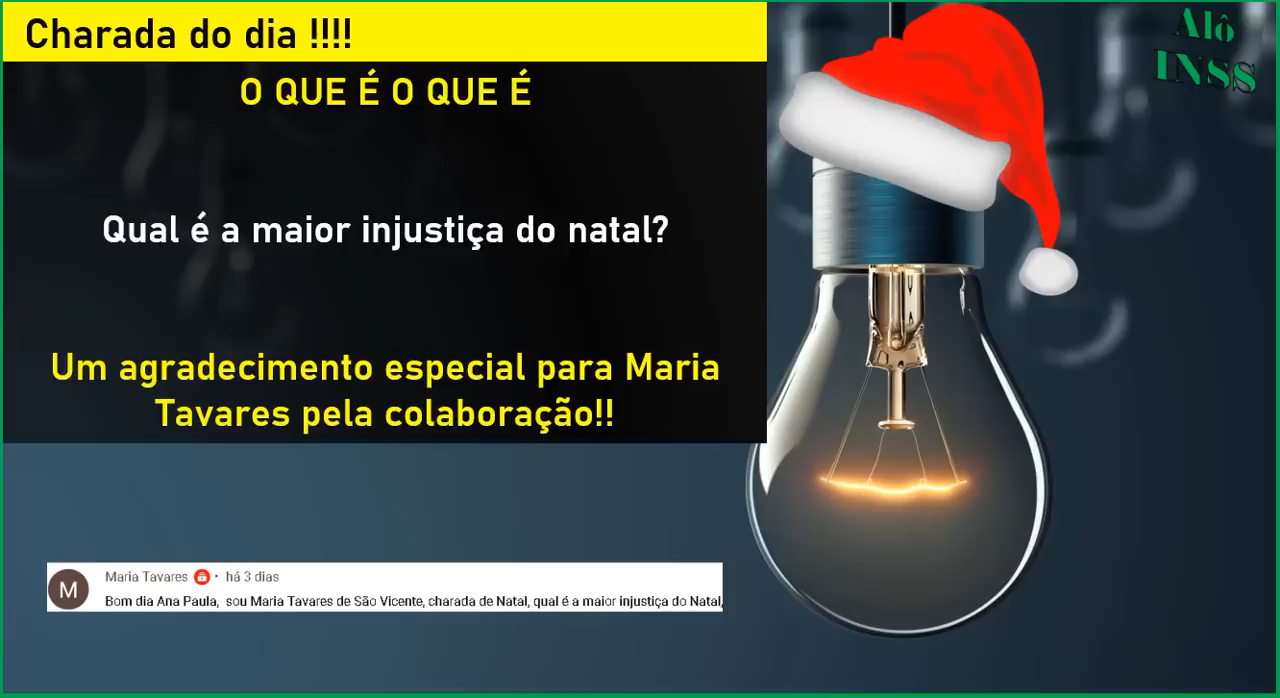 Charada do dia !!!!
Alô
INSS
O QUE É O QUE É
Qual é a maior injustiça do natal?
Um agradecimento especial para Maria
Tavares pela colaboração!!
M
Maria Tavares • há 3 dias
Bom dia Ana Paula, sou Maria Tavares de São Vicente, charada de Natal, qual é a maior injustiça do Natal,